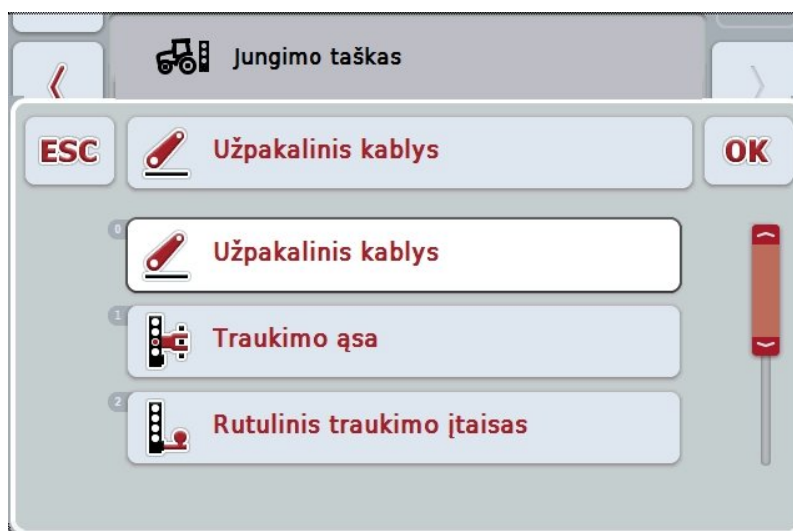 Jungimo taškas
ESC
Užpakalinis kablys
OK
0
Užpakalinis kablys
1
Traukimo ąsa
2
Rutulinis traukimo įtaisas